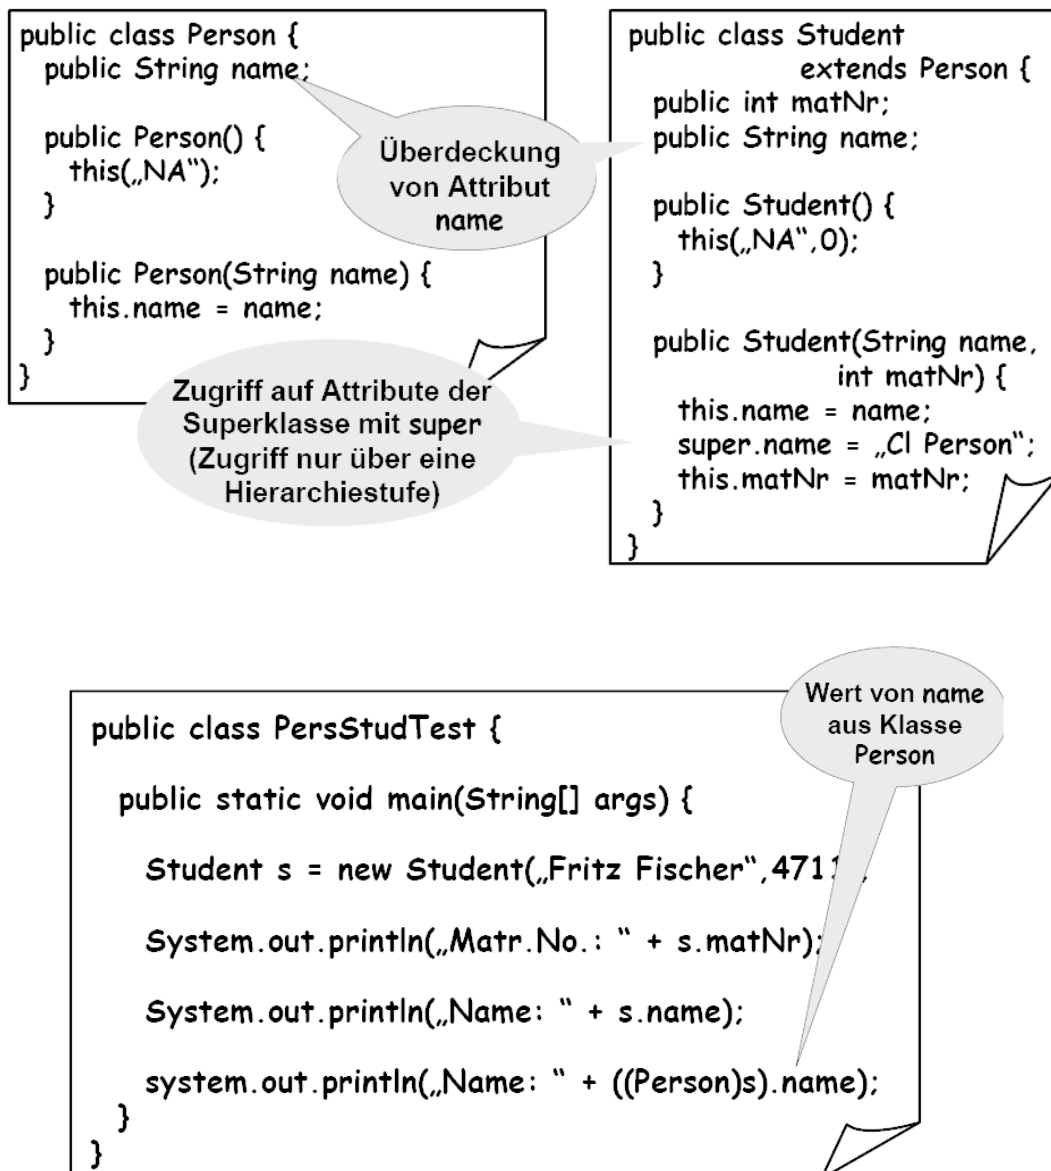 public class Person {
public String name;
public Person() {
this(„NA“);
}
public Person(String name) {
this.name = name;
}
}
Überdeckung
von Attribut
name
Zugriff auf Attribute der
Superklasse mit super
(Zugriff nur über eine
Hierarchiestufe)
public class Student
extends Person {
public int matNr;
public String name;
public Student() {
this(„NA“,0);
}
public Student(String name,
int matNr) {
this.name = name;
super.name = „Cl Person“;
this.matNr = matNr;
}
}
Wert von name
aus Klasse
Person
public class PersStudTest {
public static void main(String[] args) {
Student s = new Student(„Fritz Fischer“,4711
System.out.println(„Matr.No.: “ + s.matNr);
System.out.println(„Name: “ + s.name);
system.out.println(„Name: “ + ((Person)s).name);
}
}